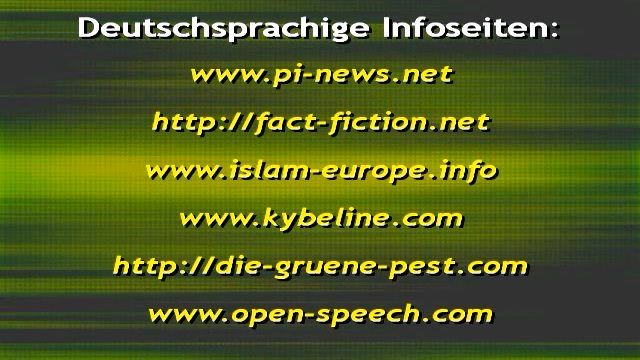 Deutschsprachige Infoseiten:
www.pi-news.net
http://fact-fiction.net
www.islam-europe.info
www.kybeline.com
http://die-gruene-pest.com
www.open-speech.com